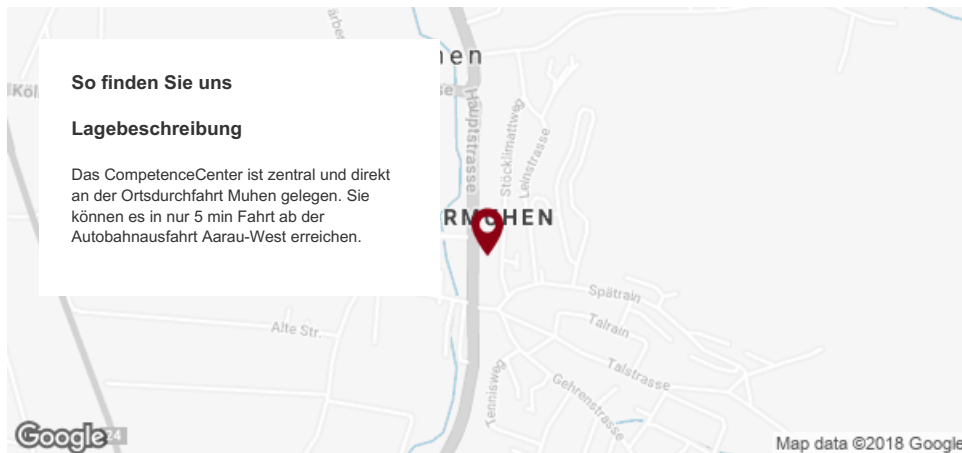 So finden Sie uns
Lagebeschreibung
Das CompetenceCenter ist zentral und direkt
an der Ortsdurchfahrt Muhen gelegen. Sie
können es in nur 5 min Fahrt ab der
Autobahnausfahrt Aarau-West erreichen.
Hauptstrasse
Stöcklimattweg
Leinstrasse
Spätrain
Talrain
Alte Str.
Talstrasse
Tennisweg
Gehrenstrasse
Google
24
Map data ©2018 Google